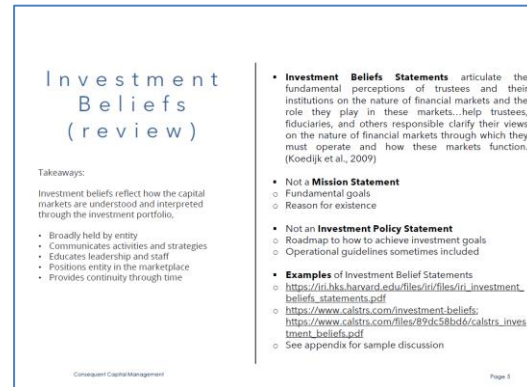 Investment
Beliefs
(review)
Takeaways:
Investment beliefs reflect how the capital
markets are understood and interpreted
through the investment portfolio,
• Broadly held by entity
• Communicates activities and strategies
• Educates leadership and staff
• Positions entity in the marketplace
• Provides continuity through time
▪ Investment Beliefs Statements articulate the
fundamental perceptions of trustees and their
institutions on the nature of financial markets and the
role they play in these markets...help trustees,
fiduciaries, and others responsible clarify their views
on the nature of financial markets through which they
must operate and how these markets function.
(Koedijk et al., 2009)
▪ Not a Mission Statement
o Fundamental goals
o Reason for existence
▪ Not an Investment Policy Statement
o Roadmap to how to achieve investment goals
o Operational guidelines sometimes included
▪ Examples of Investment Belief Statements
o https://iri.hks.harvard.edu/files/iri/files/iri_investment_
beliefs_statements.pdf
o https://www.calstrs.com/investment-beliefs;
https://www.calstrs.com/files/89dc58bd6/calstrs_inves
tment_beliefs.pdf
o See appendix for sample discussion
Consequent Capital Management
Page 3